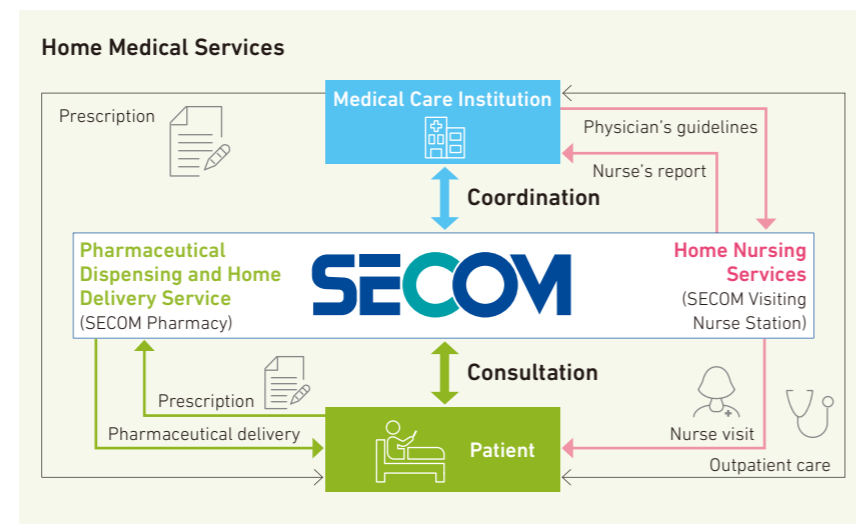 Home Medical Services
Medical Care Institution
Prescription
Physician's guidelines
Nurse's report
Coordination
Pharmaceutical
Dispensing and Home
Delivery Service
(SECOM Pharmacy)
SECOM
Home Nursing
Services
(SECOM Visiting
Nurse Station)
Consultation
Prescription
Pharmaceutical delivery
Patient
Nurse visit
Outpatient care